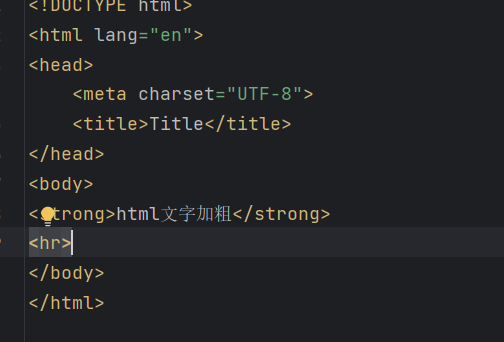 <!DOCTYPE html>
<html lang="en">
<head>
    <meta charset="UTF-8">
    <title>Title</title>
</head>
<body>
<strong>html文字加粗</strong>
<hr>
</body>
</html>